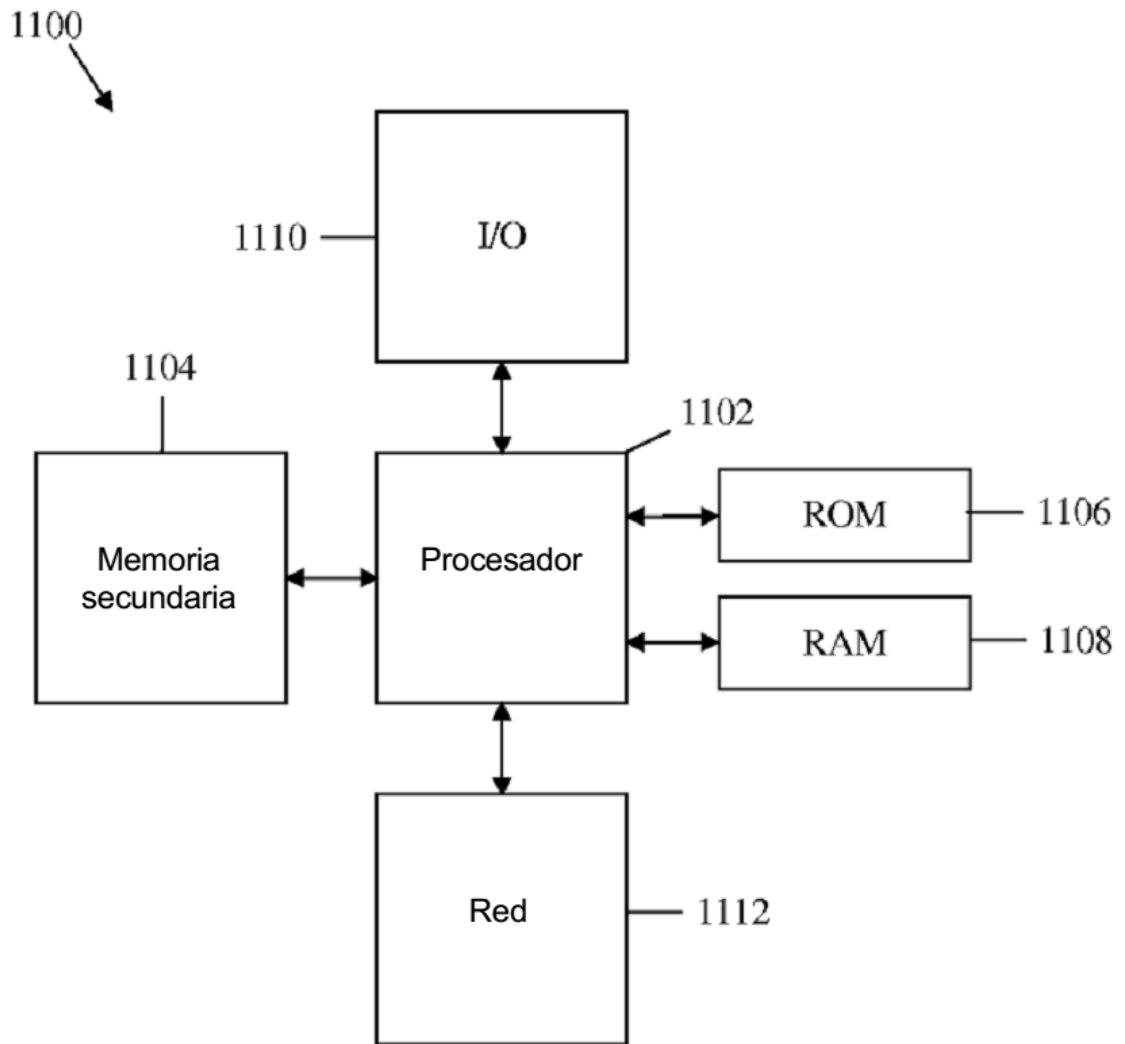 1100
I/O
1110
1104
1102
Memoria
secundaria
Procesador
ROM
1106
RAM
1108
Red
1112